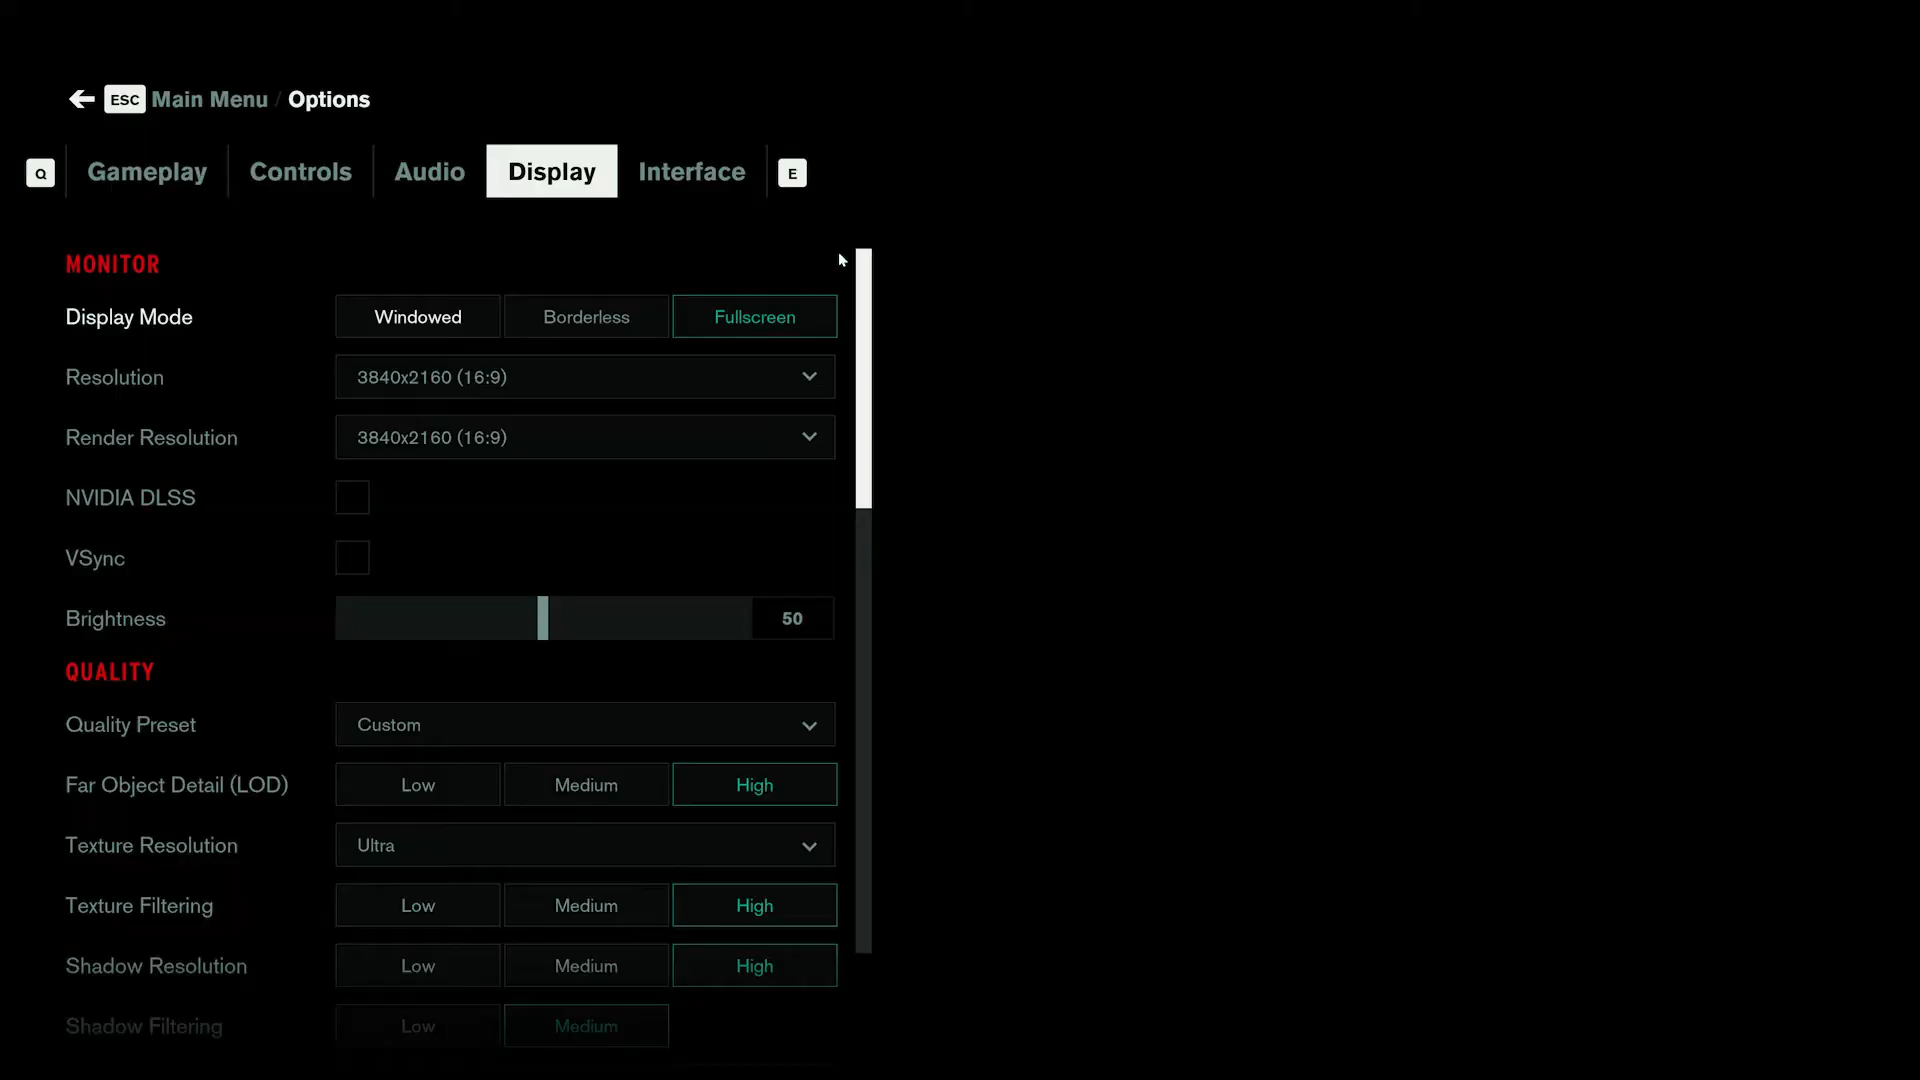 ESC Main Menu / Options
Q Gameplay Controls Audio Display Interface E
MONITOR
Display Mode Windowed Borderless Fullscreen
Resolution 3840x2160 (16:9)
Render Resolution 3840x2160 (16:9)
NVIDIA DLSS
VSync
Brightness 50
QUALITY
Quality Preset Custom
Far Object Detail (LOD) Low Medium High
Texture Resolution Ultra
Texture Filtering Low Medium High
Shadow Resolution Low Medium High
Shadow Filtering Low Medium